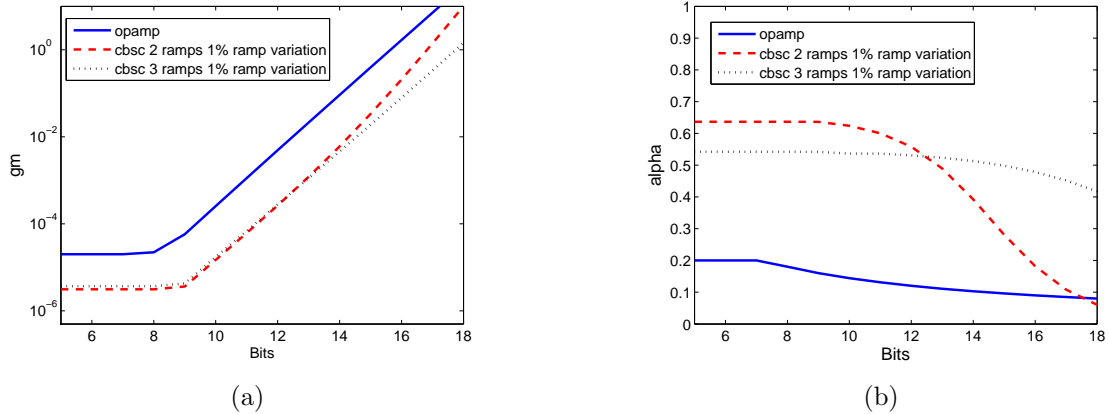 opamp
cbsc 2 ramps 1% ramp variation
cbsc 3 ramps 1% ramp variation
10^0
10^-2
10^-4
10^-6
gm
6 8 10 12 14 16 18
Bits
(a)
opamp
cbsc 2 ramps 1% ramp variation
cbsc 3 ramps 1% ramp variation
1
0.9
0.8
0.7
0.6
0.5
0.4
0.3
0.2
0.1
0
alpha
6 8 10 12 14 16 18
Bits
(b)